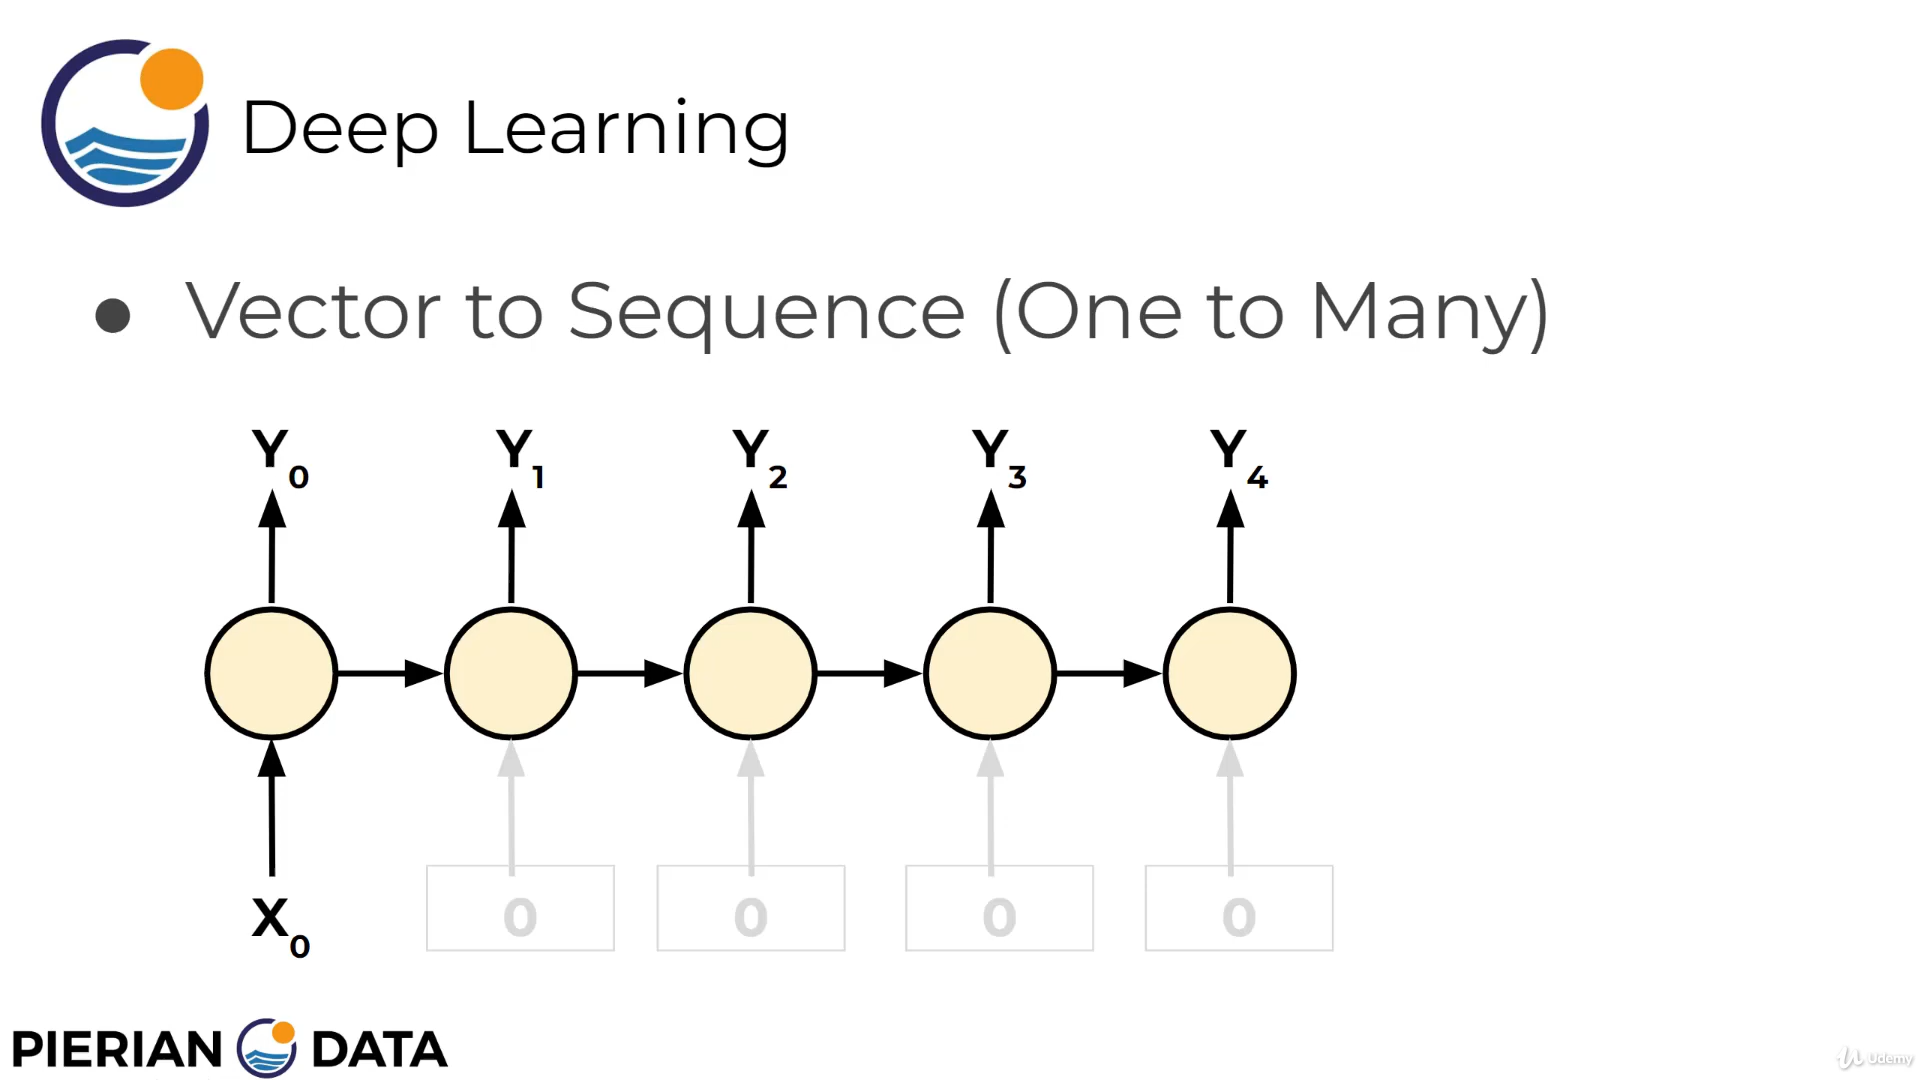 Deep Learning
● Vector to Sequence (One to Many)
Y0 Y1 Y2 Y3 Y4
X0 0 0 0 0
PIERIAN DATA
Udemy